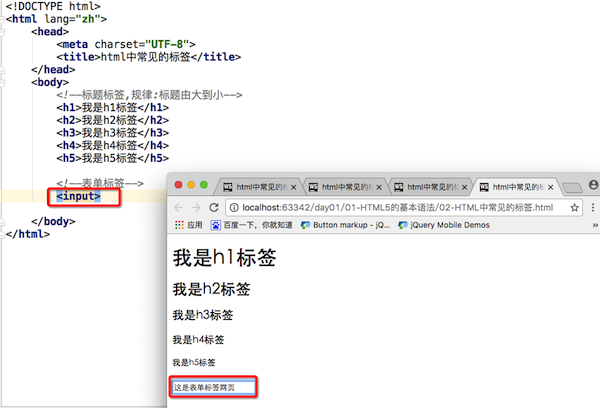 <!DOCTYPE html>
<html lang="zh">
<head>
<meta charset="UTF-8">
<title>html中常见的标签</title>
</head>
<body>
<!--标题标签,规律:标题由大到小-->
<h1>我是h1标签</h1>
<h2>我是h2标签</h2>
<h3>我是h3标签</h3>
<h4>我是h4标签</h4>
<h5>我是h5标签</h5>
<!--表单标签-->
<input>
</body>
</html>
html中常见的标 html中常见的标 html中常见的标 html中常见的标
localhost:63342/day01/01-HTML5的基本语法/02-HTML中常见的标签.html
应用 百度一下，你就知道 Button markup - jQ... jQuery Mobile Demos
我是h1标签
我是h2标签
我是h3标签
我是h4标签
我是h5标签
这是表单标签网页